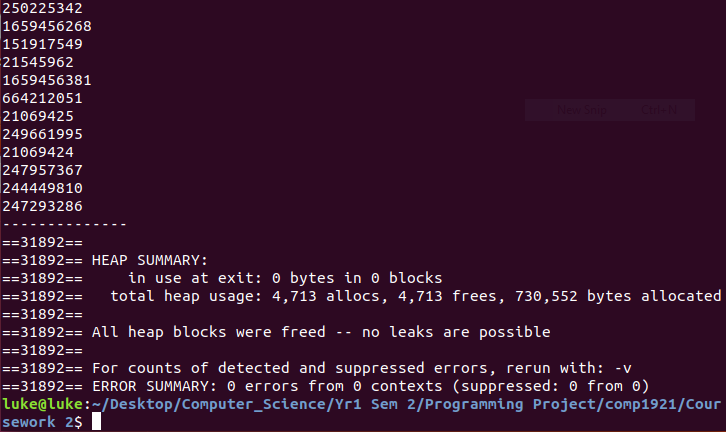 250225342
1659456268
151917549
21545962
1659456381
664212051
21069425
249661995
21069424
247957367
244449810
247293286
--------------
==31892==
==31892== HEAP SUMMARY:
==31892==     in use at exit: 0 bytes in 0 blocks
==31892==   total heap usage: 4,713 allocs, 4,713 frees, 730,552 bytes allocated
==31892==
==31892== All heap blocks were freed -- no leaks are possible
==31892==
==31892== For counts of detected and suppressed errors, rerun with: -v
==31892== ERROR SUMMARY: 0 errors from 0 contexts (suppressed: 0 from 0)
luke@luke:~/Desktop/Computer_Science/Yr1 Sem 2/Programming Project/comp1921/Cour
sework 2$